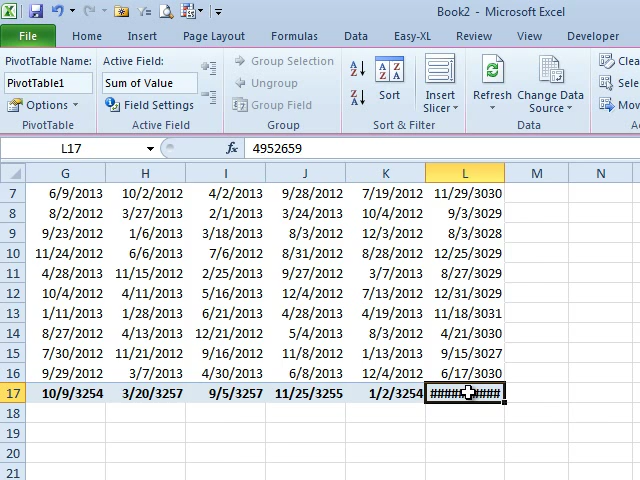 Book2 - Microsoft Excel
File Home Insert Page Layout Formulas Data Easy-XL Review View Developer
PivotTable Name: Active Field: Group Selection Clea
PivotTable1 Sum of Value Ungroup Sort Insert Slicer Refresh Change Data Source Sele
Options Field Settings Group Field Mov
PivotTable Active Field Group Sort & Filter Data
L17 fx 4952659
G H I J K L M N
7 6/9/2013 10/2/2012 4/2/2013 9/28/2012 7/19/2012 11/29/3030
8 8/2/2012 3/27/2013 2/1/2013 3/24/2013 10/4/2012 9/3/3029
9 9/23/2012 1/6/2013 3/18/2013 8/3/2012 9/12/2012 8/3/3028
10 11/24/2012 6/6/2013 7/6/2012 8/31/2012 8/28/2012 12/25/3029
11 4/28/2013 11/15/2012 2/25/2013 9/27/2012 3/7/2013 8/27/3029
12 10/4/2012 4/11/2013 5/16/2013 12/4/2012 7/13/2012 12/31/3029
13 1/11/2013 1/28/2013 6/21/2013 4/28/2013 4/19/2013 11/18/3031
14 8/27/2012 4/13/2013 12/21/2012 5/4/2013 8/3/2012 4/21/3030
15 7/30/2012 11/21/2012 9/16/2012 11/8/2012 1/13/2013 9/15/3027
16 9/29/2012 3/7/2013 4/30/2013 6/8/2013 12/4/2012 6/17/3030
17 10/9/3254 3/20/3257 9/5/3257 11/25/3255 1/2/3254 ##########
18
19
20
21